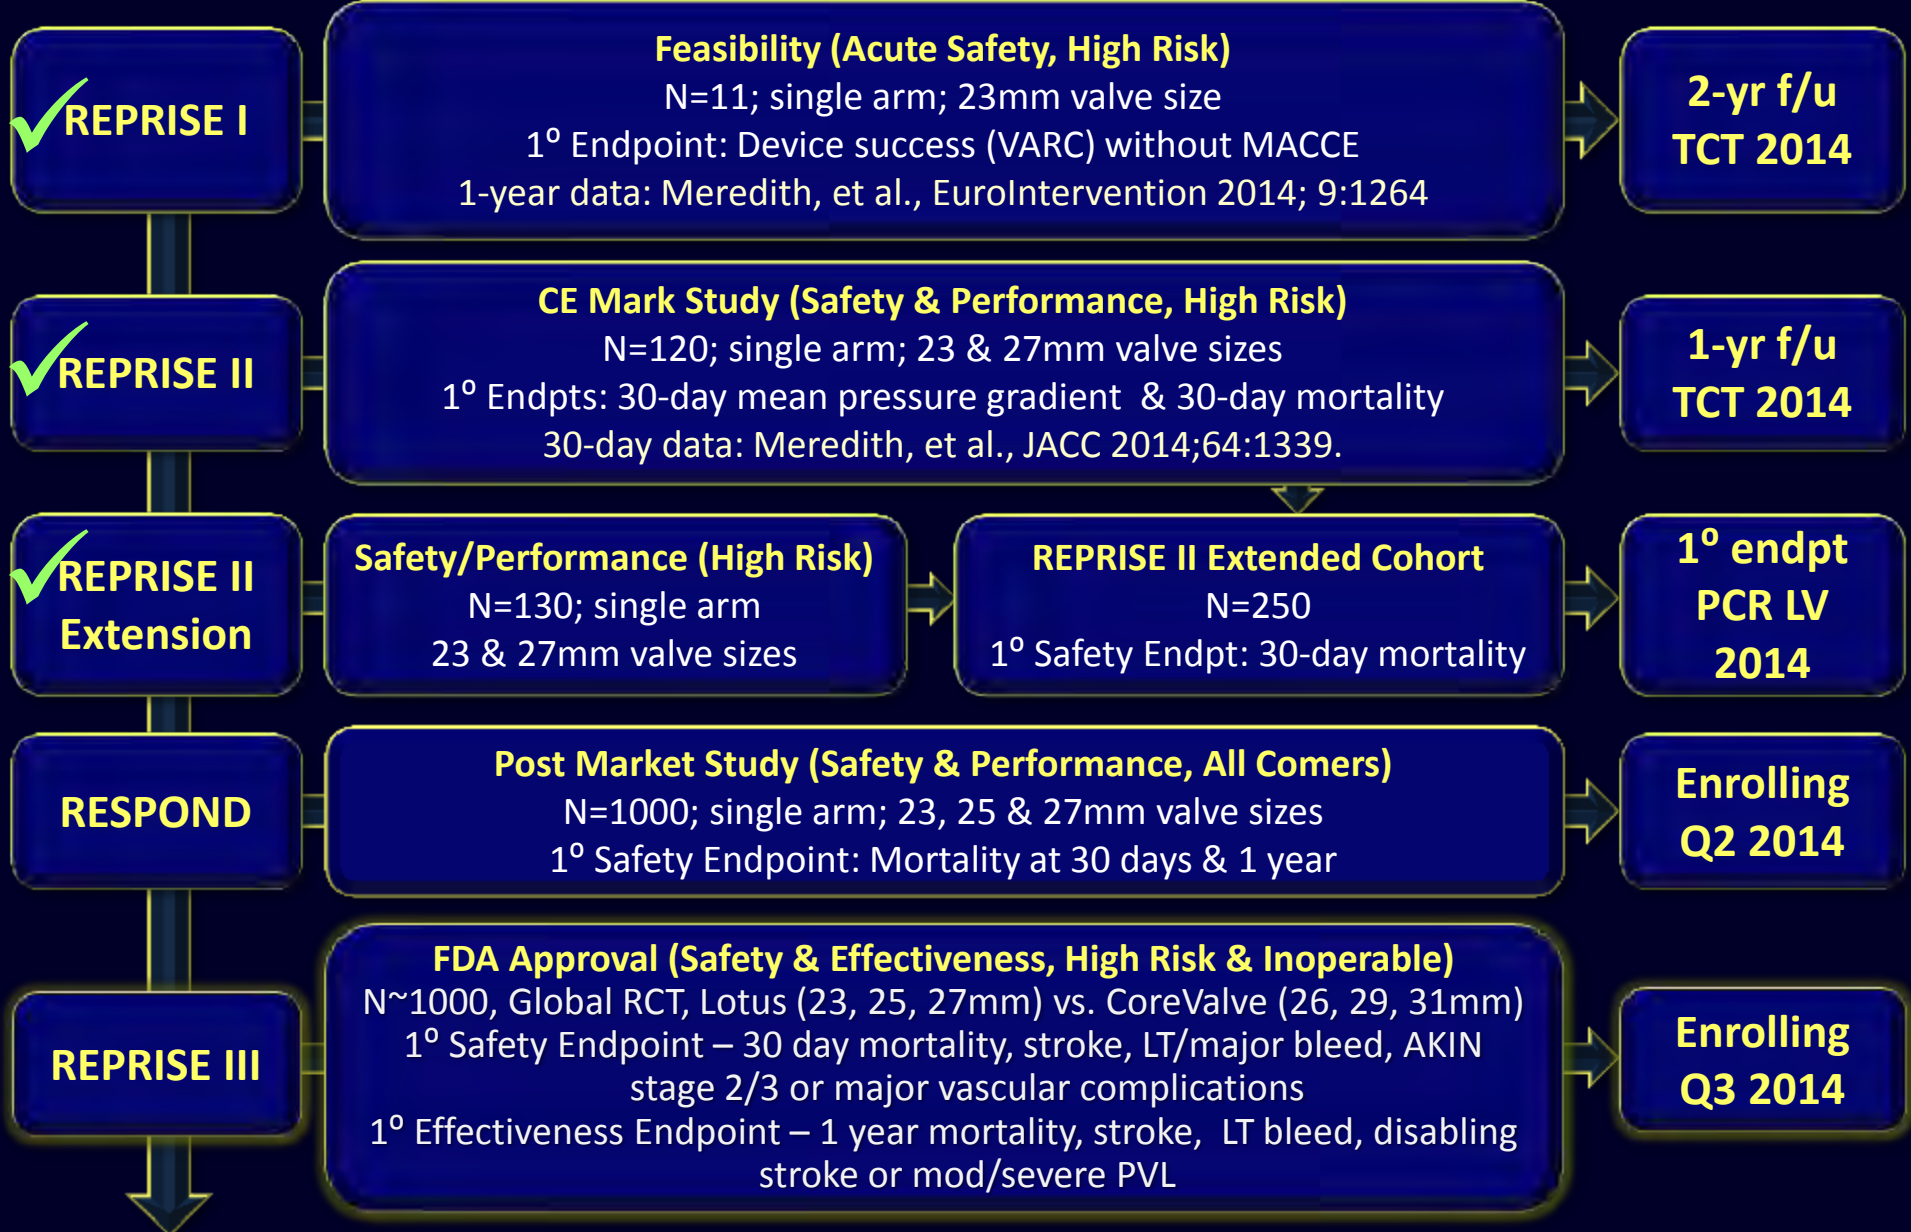 REPRISE I
Feasibility (Acute Safety, High Risk)
N=11; single arm; 23mm valve size
1º Endpoint: Device success (VARC) without MACCE
1-year data: Meredith, et al., EuroIntervention 2014; 9:1264
2-yr f/u
TCT 2014
REPRISE II
CE Mark Study (Safety & Performance, High Risk)
N=120; single arm; 23 & 27mm valve sizes
1º Endpts: 30-day mean pressure gradient & 30-day mortality
30-day data: Meredith, et al., JACC 2014;64:1339.
1-yr f/u
TCT 2014
REPRISE II
Extension
Safety/Performance (High Risk)
N=130; single arm
23 & 27mm valve sizes
REPRISE II Extended Cohort
N=250
1º Safety Endpt: 30-day mortality
1º endpt
PCR LV
2014
RESPOND
Post Market Study (Safety & Performance, All Comers)
N=1000; single arm; 23, 25 & 27mm valve sizes
1º Safety Endpoint: Mortality at 30 days & 1 year
Enrolling
Q2 2014
REPRISE III
FDA Approval (Safety & Effectiveness, High Risk & Inoperable)
N~1000, Global RCT, Lotus (23, 25, 27mm) vs. CoreValve (26, 29, 31mm)
1º Safety Endpoint – 30 day mortality, stroke, LT/major bleed, AKIN
stage 2/3 or major vascular complications
1º Effectiveness Endpoint – 1 year mortality, stroke, LT bleed, disabling
stroke or mod/severe PVL
Enrolling
Q3 2014